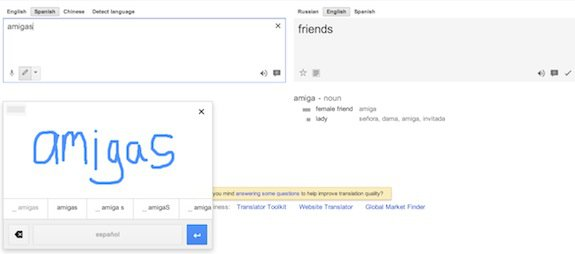 English Spanish Chinese Detect language
Russian English Spanish
amigas
friends
amiga - noun
female friend amiga
lady señora, dama, amiga, invitada
amigas
you mind answering some questions to help improve translation quality?
_ amigas amigas _ amiga s _ amigaS _ amiga
iness: Translator Toolkit Website Translator Global Market Finder
español